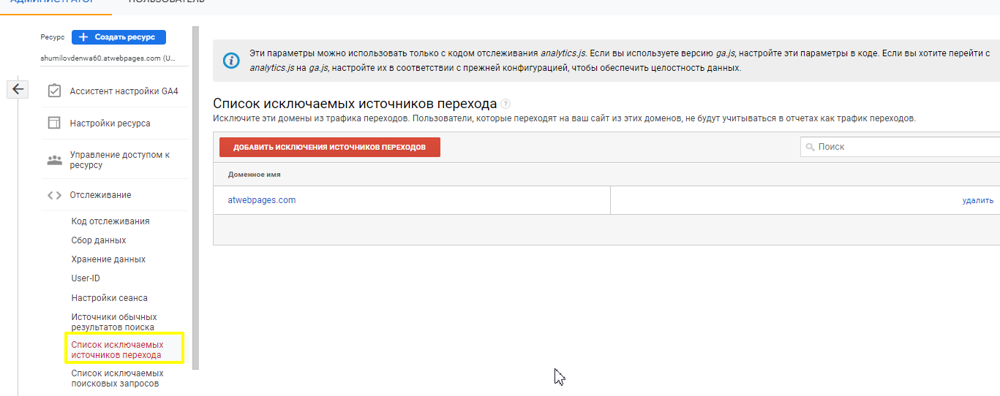 АДМИНИСТРАТОР ПОЛЬЗОВАТЕЛЬ
Ресурс + Создать ресурс
shumilovdenwa60.atwebpages.com (U...
Ассистент настройки GA4
Настройки ресурса
Управление доступом к
ресурсу
Отслеживание
Код отслеживания
Сбор данных
Хранение данных
User-ID
Настройки сеанса
Источники обычных
результатов поиска
Список исключаемых
источников перехода
Список исключаемых
поисковых запросов
Эти параметры можно использовать только с кодом отслеживания analytics.js. Если вы используете версию ga.js, настройте эти параметры в коде. Если вы хотите перейти с
analytics.js на ga.js, настройте их в соответствии с прежней конфигурацией, чтобы обеспечить целостность данных.
Список исключаемых источников перехода ?
Исключите эти домены из трафика переходов. Пользователи, которые переходят на ваш сайт из этих доменов, не будут учитываться в отчетах как трафик переходов.
ДОБАВИТЬ ИСКЛЮЧЕНИЯ ИСТОЧНИКОВ ПЕРЕХОДОВ
Поиск
Доменное имя
atwebpages.com удалить